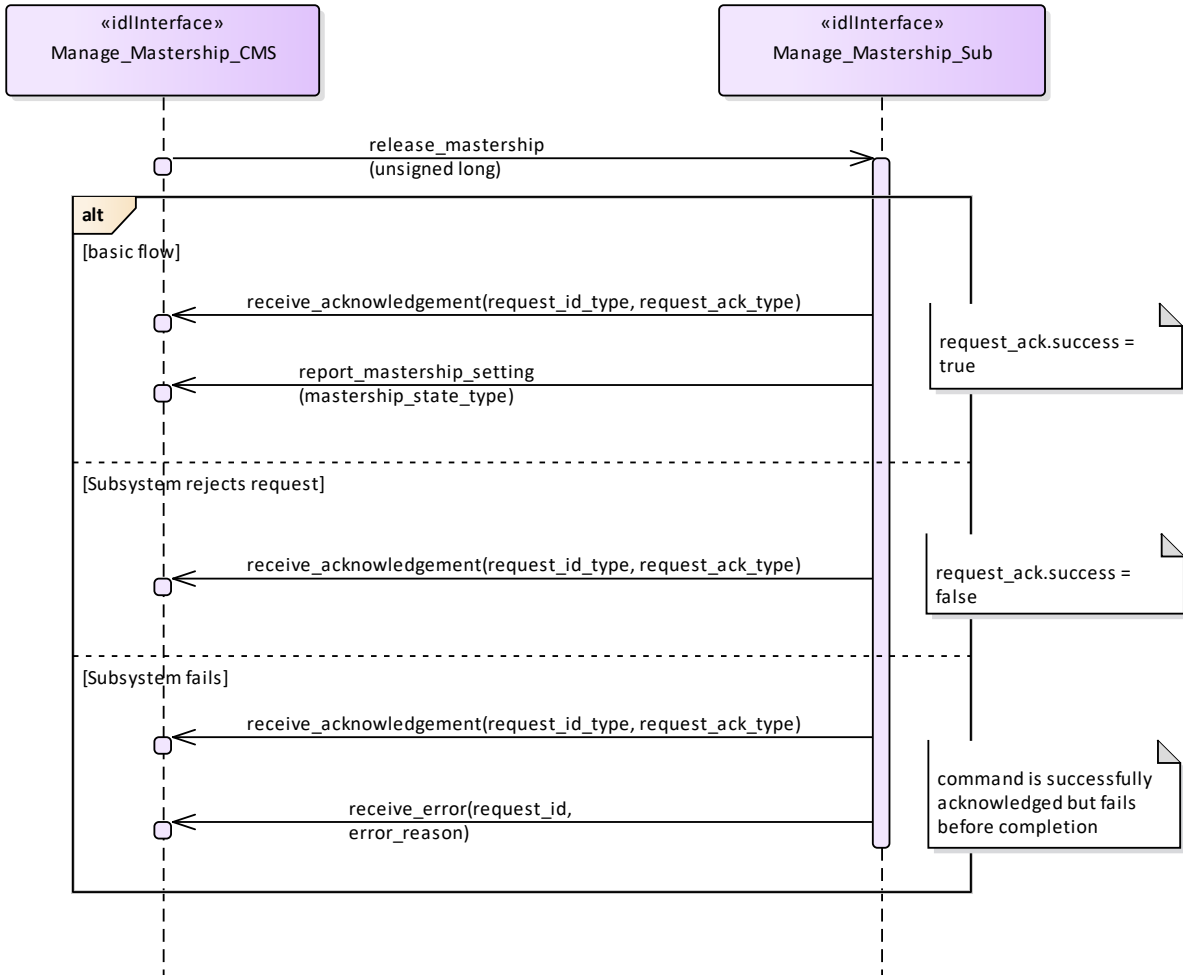 «idlInterface»
Manage_Mastership_CMS
«idlInterface»
Manage_Mastership_Sub
release_mastership
(unsigned long)
alt
[basic flow]
receive_acknowledgement(request_id_type, request_ack_type)
request_ack.success =
true
report_mastership_setting
(mastership_state_type)
[Subsystem rejects request]
receive_acknowledgement(request_id_type, request_ack_type)
request_ack.success =
false
[Subsystem fails]
receive_acknowledgement(request_id_type, request_ack_type)
command is successfully
acknowledged but fails
before completion
receive_error(request_id,
error_reason)